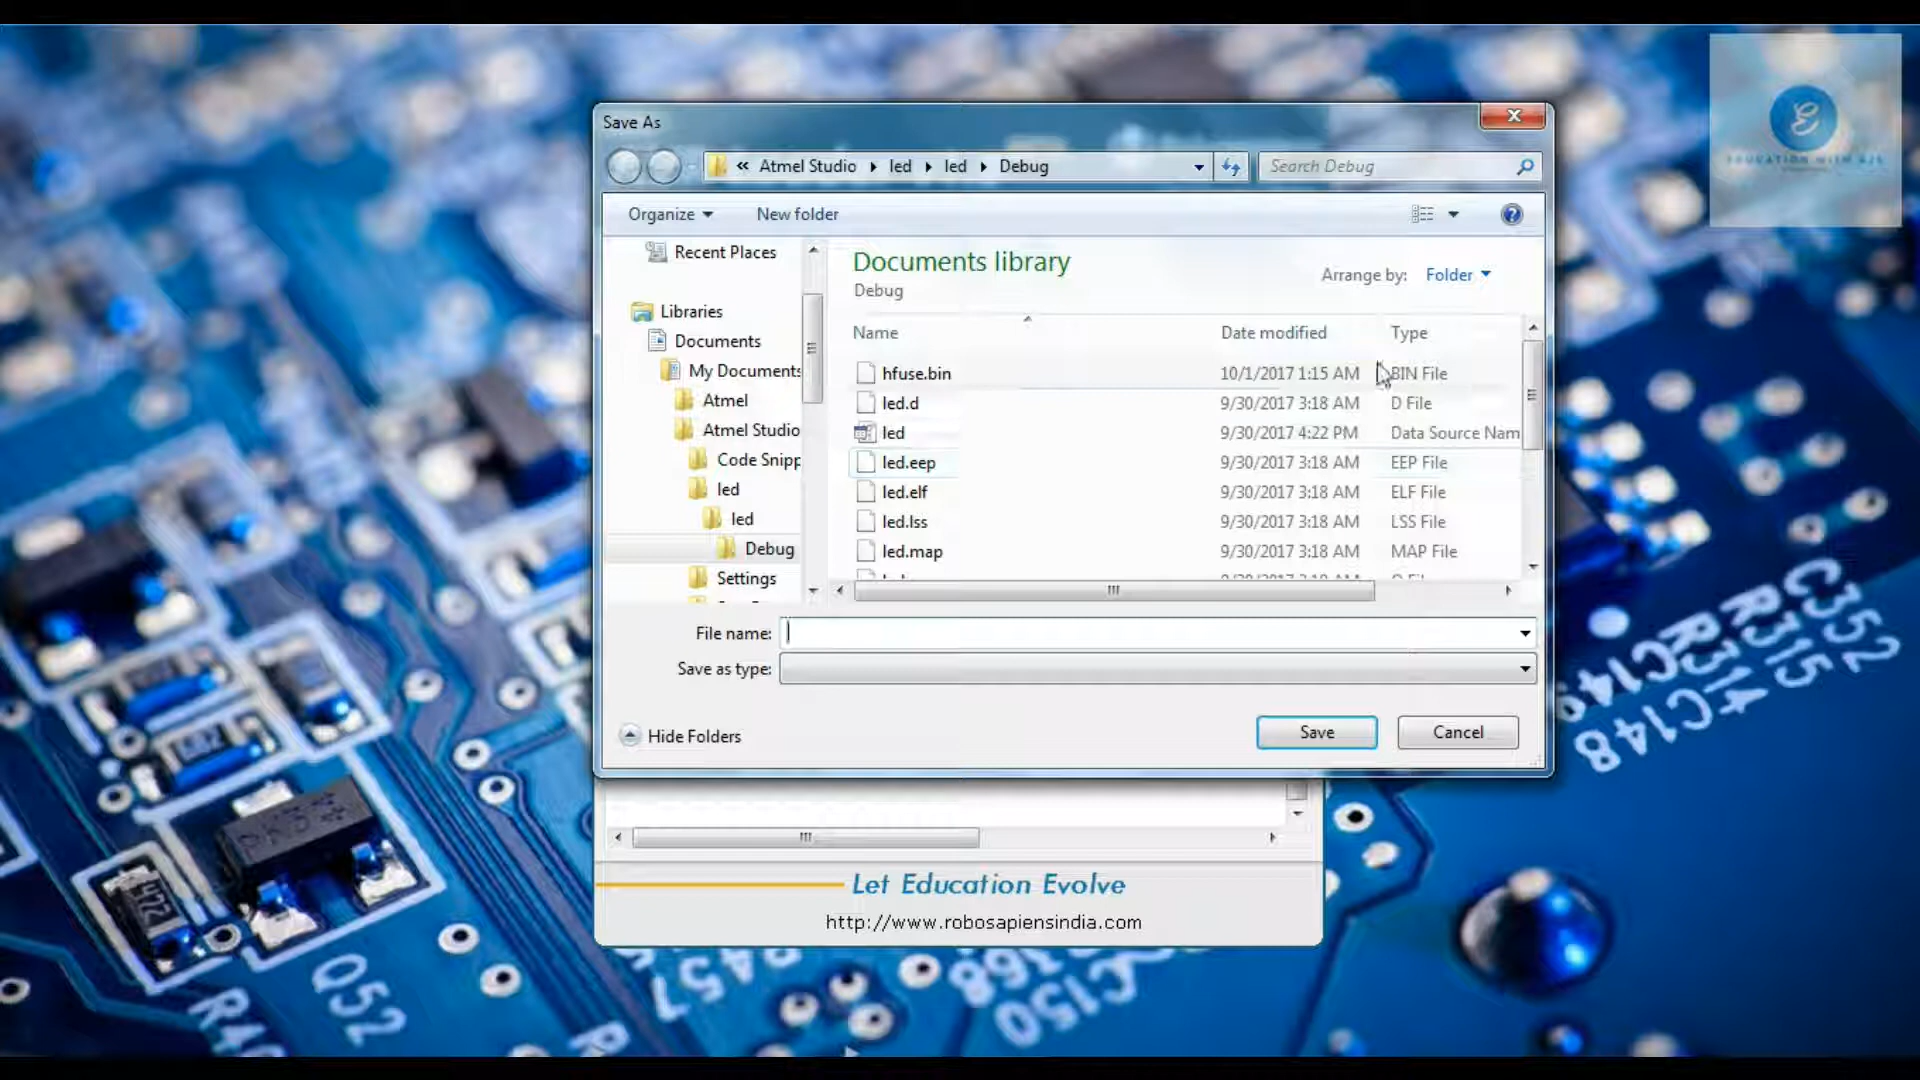 Save As
« Atmel Studio led led Debug
Search Debug
Organize
New folder
Recent Places
Libraries
Documents
My Documents
Atmel
Atmel Studio
Code Snipp
led
led
Debug
Settings
Documents library
Debug
Arrange by: Folder
Name Date modified Type
hfuse.bin 10/1/2017 1:15 AM BIN File
led.d 9/30/2017 3:18 AM D File
led 9/30/2017 4:22 PM Data Source Nam
led.eep 9/30/2017 3:18 AM EEP File
led.elf 9/30/2017 3:18 AM ELF File
led.lss 9/30/2017 3:18 AM LSS File
led.map 9/30/2017 3:18 AM MAP File
File name:
Save as type:
Hide Folders
Save
Cancel
Let Education Evolve
http://www.robosapiensindia.com
EDUCATION WITH
C352
R315
R314
C148
Q52
C150
472